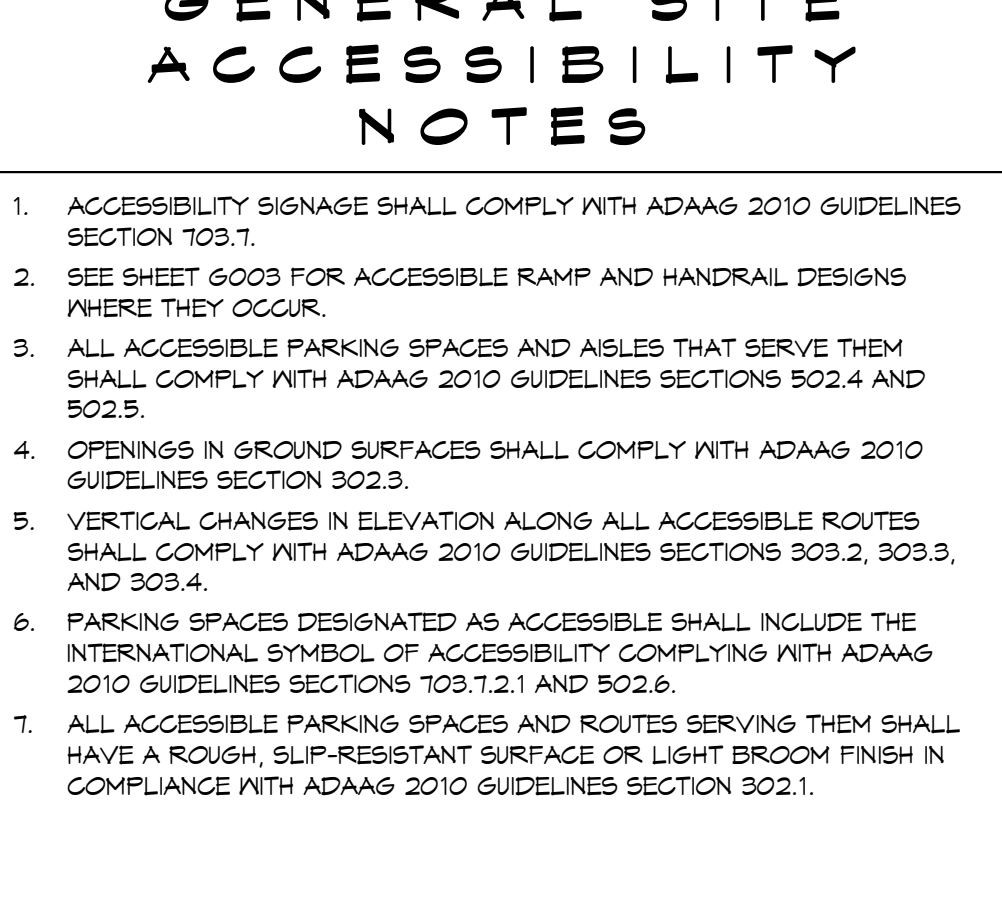 GENERAL SITE
ACCESSIBILITY
NOTES
1. ACCESSIBILITY SIGNAGE SHALL COMPLY WITH ADAAG 2010 GUIDELINES
SECTION 703.7.
2. SEE SHEET G003 FOR ACCESSIBLE RAMP AND HANDRAIL DESIGNS
WHERE THEY OCCUR.
3. ALL ACCESSIBLE PARKING SPACES AND AISLES THAT SERVE THEM
SHALL COMPLY WITH ADAAG 2010 GUIDELINES SECTIONS 502.4 AND
502.5.
4. OPENINGS IN GROUND SURFACES SHALL COMPLY WITH ADAAG 2010
GUIDELINES SECTION 302.3.
5. VERTICAL CHANGES IN ELEVATION ALONG ALL ACCESSIBLE ROUTES
SHALL COMPLY WITH ADAAG 2010 GUIDELINES SECTIONS 303.2, 303.3,
AND 303.4.
6. PARKING SPACES DESIGNATED AS ACCESSIBLE SHALL INCLUDE THE
INTERNATIONAL SYMBOL OF ACCESSIBILITY COMPLYING WITH ADAAG
2010 GUIDELINES SECTIONS 703.7.2.1 AND 502.6.
7. ALL ACCESSIBLE PARKING SPACES AND ROUTES SERVING THEM SHALL
HAVE A ROUGH, SLIP-RESISTANT SURFACE OR LIGHT BROOM FINISH IN
COMPLIANCE WITH ADAAG 2010 GUIDELINES SECTION 302.1.